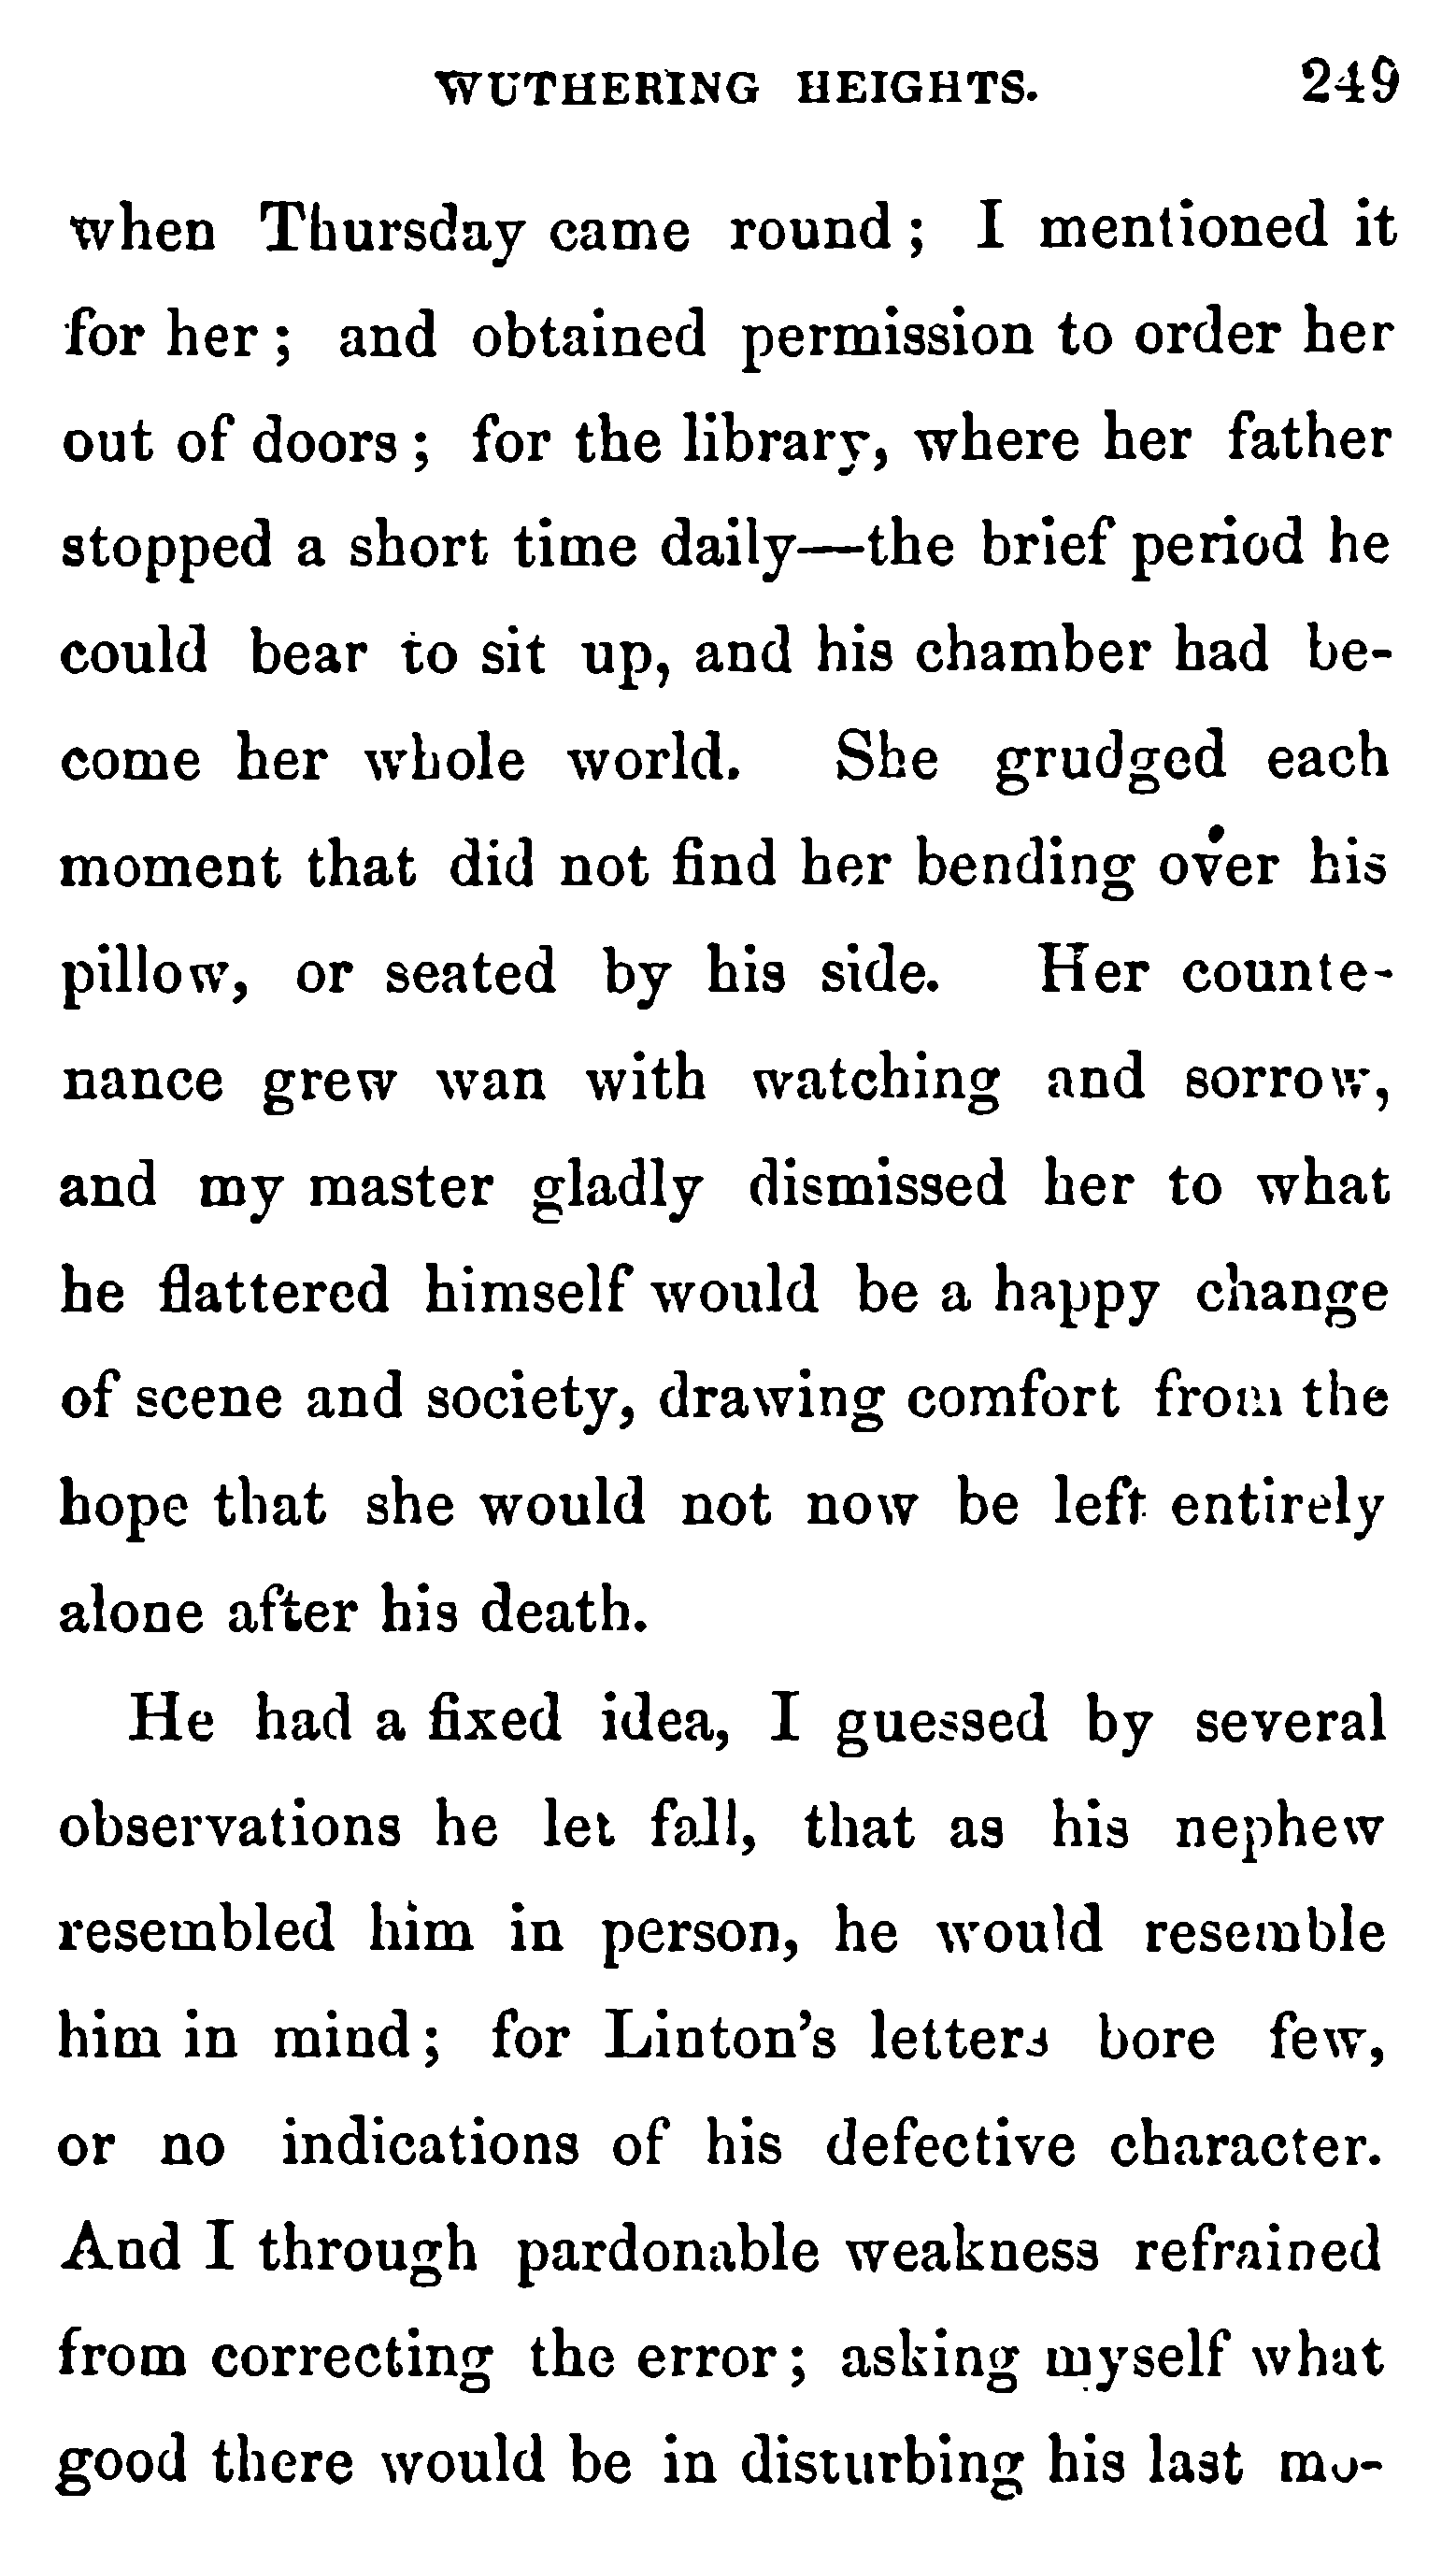 WUTHERING HEIGHTS. 249
when Thursday came round; I mentioned it
for her; and obtained permission to order her
out of doors; for the library, where her father
stopped a short time daily—the brief period he
could bear to sit up, and his chamber had be-
come her whole world. She grudged each
moment that did not find her bending over his
pillow, or seated by his side. Her counte-
nance grew wan with watching and sorrow,
and my master gladly dismissed her to what
he flattered himself would be a happy change
of scene and society, drawing comfort from the
hope that she would not now be left entirely
alone after his death.
He had a fixed idea, I guessed by several
observations he let fall, that as his nephew
resembled him in person, he would resemble
him in mind; for Linton's letters bore few,
or no indications of his defective character.
And I through pardonable weakness refrained
from correcting the error; asking myself what
good there would be in disturbing his last mo-